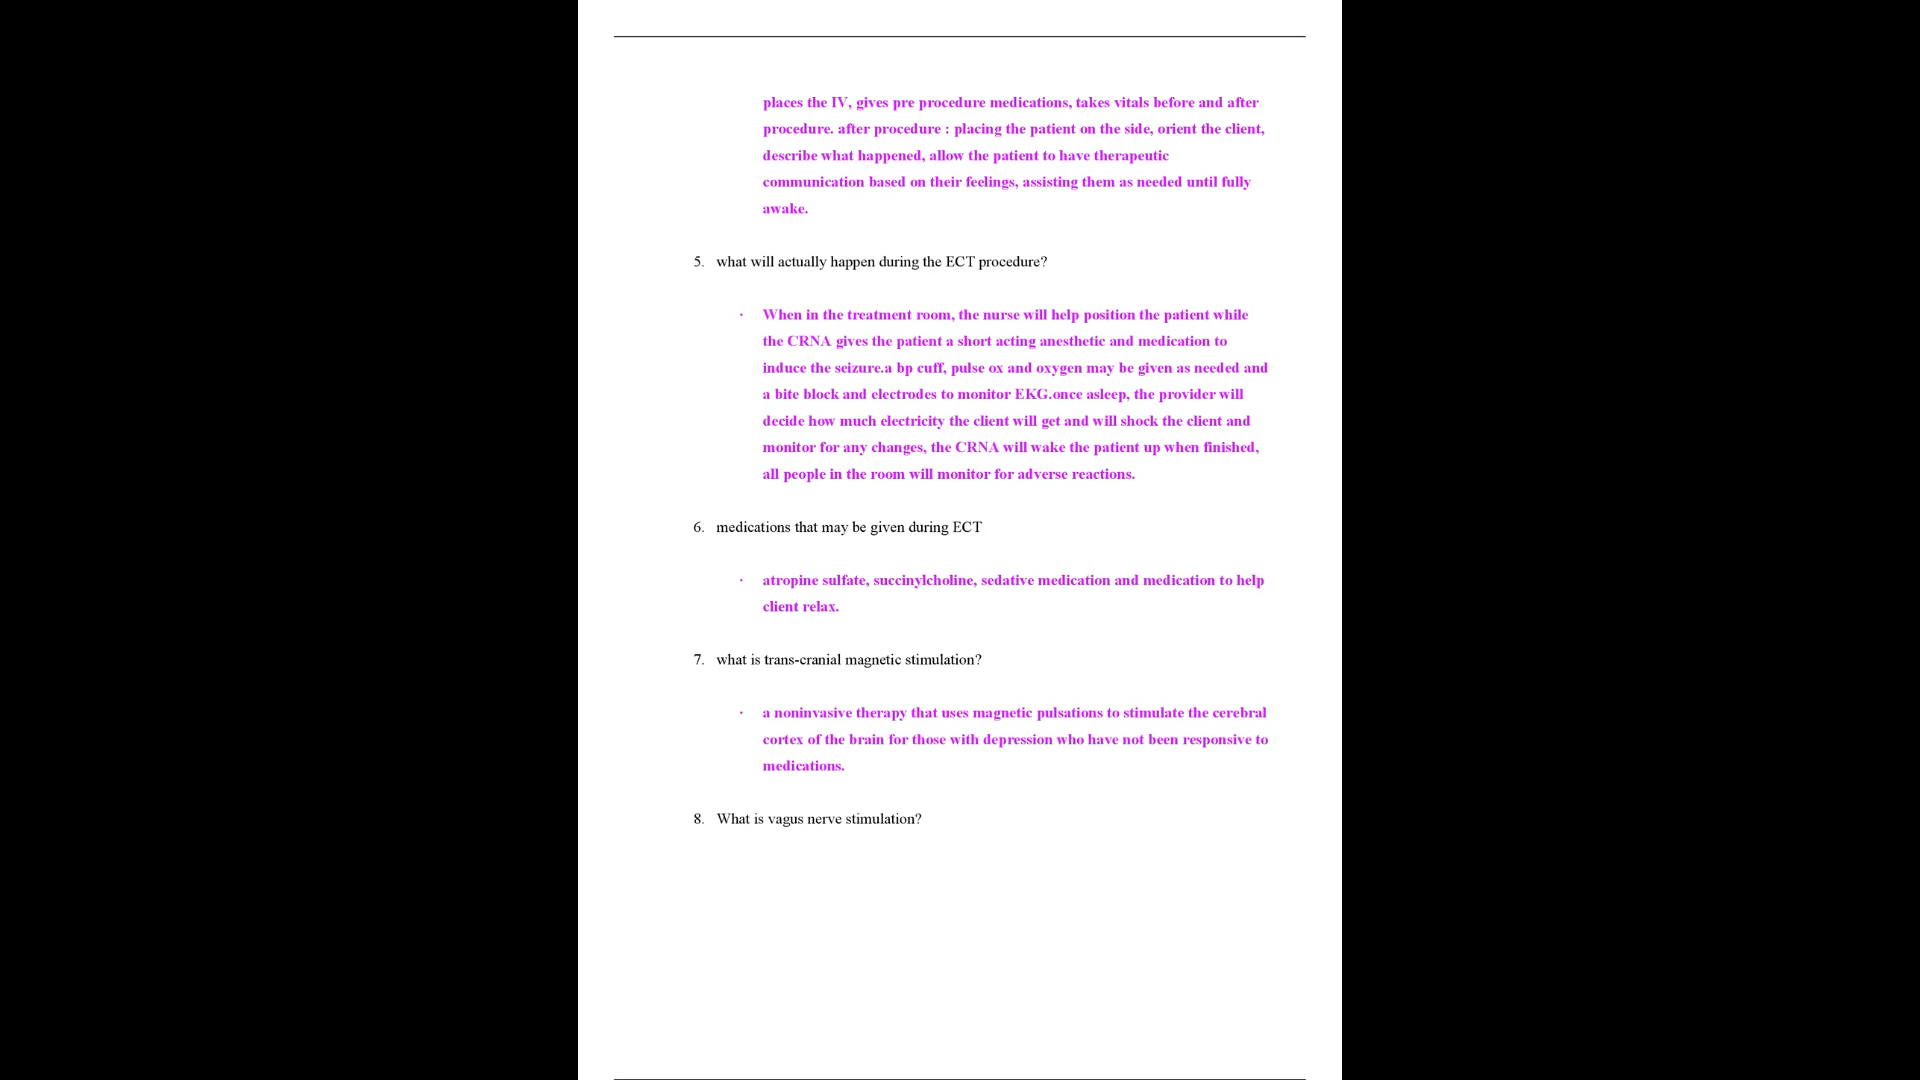 places the IV, gives pre procedure medications, takes vitals before and after
procedure. after procedure : placing the patient on the side, orient the client,
describe what happened, allow the patient to have therapeutic
communication based on their feelings, assisting them as needed until fully
awake.
5. what will actually happen during the ECT procedure?
· When in the treatment room, the nurse will help position the patient while
the CRNA gives the patient a short acting anesthetic and medication to
induce the seizure.a bp cuff, pulse ox and oxygen may be given as needed and
a bite block and electrodes to monitor EKG.once asleep, the provider will
decide how much electricity the client will get and will shock the client and
monitor for any changes, the CRNA will wake the patient up when finished,
all people in the room will monitor for adverse reactions.
6. medications that may be given during ECT
· atropine sulfate, succinylcholine, sedative medication and medication to help
client relax.
7. what is trans-cranial magnetic stimulation?
· a noninvasive therapy that uses magnetic pulsations to stimulate the cerebral
cortex of the brain for those with depression who have not been responsive to
medications.
8. What is vagus nerve stimulation?